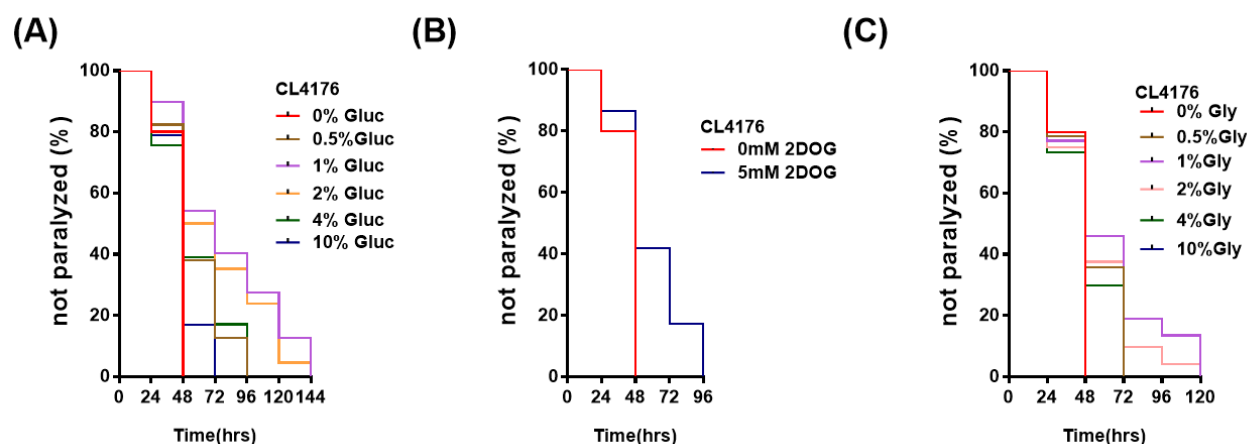 (A)
not paralyzed (%)
100
80
60
40
20
0
0 24 48 72 96 120 144
Time(hrs)
CL4176
0% Gluc
0.5%Gluc
1% Gluc
2% Gluc
4% Gluc
10% Gluc
(B)
not paralyzed (%)
100
80
60
40
20
0
0 24 48 72 96
Time(hrs)
CL4176
0mM 2DOG
5mM 2DOG
(C)
not paralyzed (%)
100
80
60
40
20
0
0 24 48 72 96 120
Time(hrs)
CL4176
0% Gly
0.5%Gly
1%Gly
2%Gly
4%Gly
10%Gly